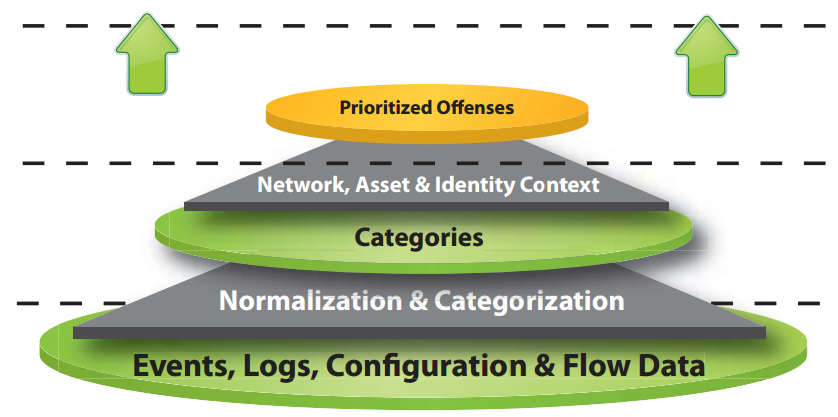 Prioritized Offenses
Network, Asset & Identity Context
Categories
Normalization & Categorization
Events, Logs, Configuration & Flow Data